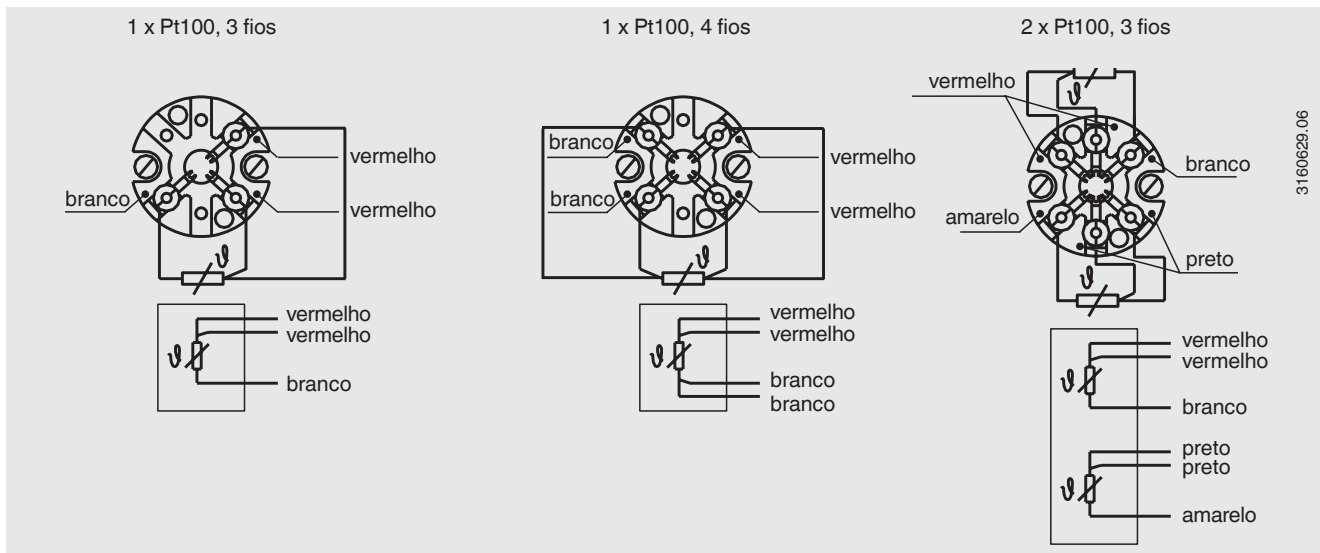 1 x Pt100, 3 fios
vermelho
branco
vermelho
ϑ
vermelho
vermelho
ϑ
branco
1 x Pt100, 4 fios
branco
vermelho
branco
vermelho
ϑ
vermelho
vermelho
ϑ
branco
branco
2 x Pt100, 3 fios
vermelho
ϑ
branco
amarelo
preto
ϑ
vermelho
vermelho
ϑ
branco
preto
preto
ϑ
amarelo
3160629.06